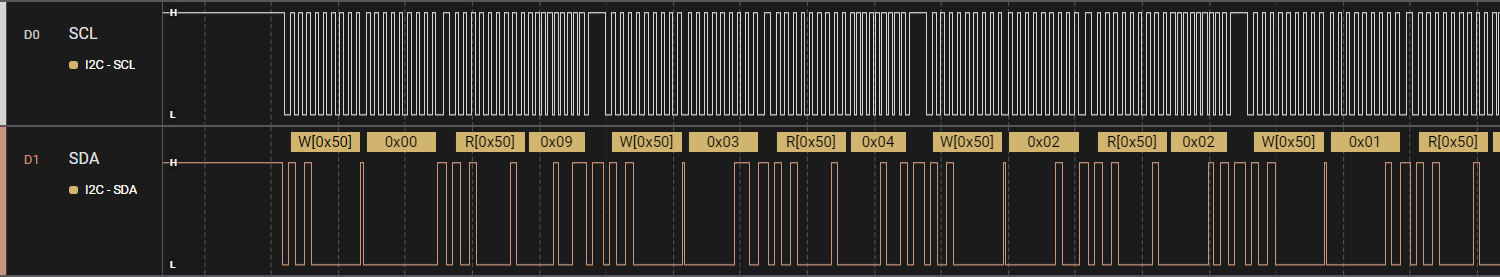 D0 SCL H
I2C - SCL
L
W[0x50] 0x00 R[0x50] 0x09 W[0x50] 0x03 R[0x50] 0x04 W[0x50] 0x02 R[0x50] 0x02 W[0x50] 0x01 R[0x50]
D1 SDA H
I2C - SDA
L